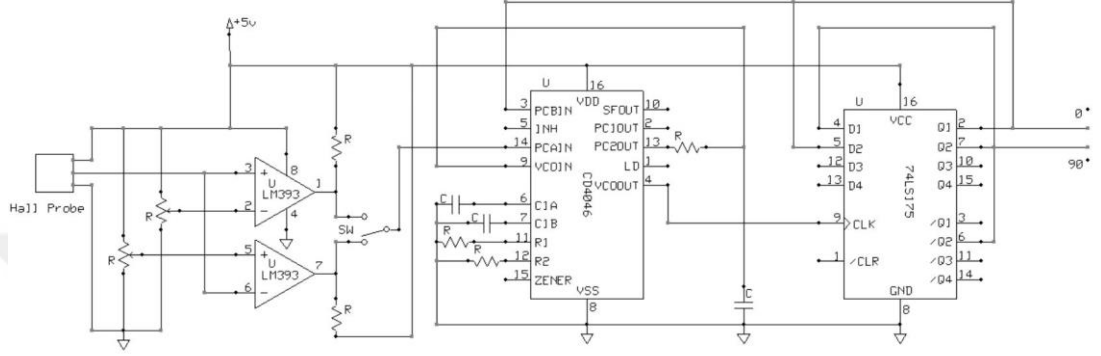 +5v
Hall Probe
R
R
3 + 8 1
U
LM393
2 - 4
5 + 7
U
LM393
6 -
R
R
SW
U 16
VDD
3 PCBIN SFOUT 10
5 INH PC1OUT 2
14 PCAIN PC2OUT 13 R
9 VCOIN LD 1
VCOOUT 4
CD4046
C 6 C1A
C 7 C1B
R 11 R1
R 12 R2
15 ZENER
VSS
8
C
U 16
VCC
4 D1 Q1 2
5 D2 Q2 7
12 D3 Q3 10
13 D4 Q4 15
74LS175
9 CLK /Q1 3
/Q2 6
1 /CLR /Q3 11
/Q4 14
GND
8
0°
90°